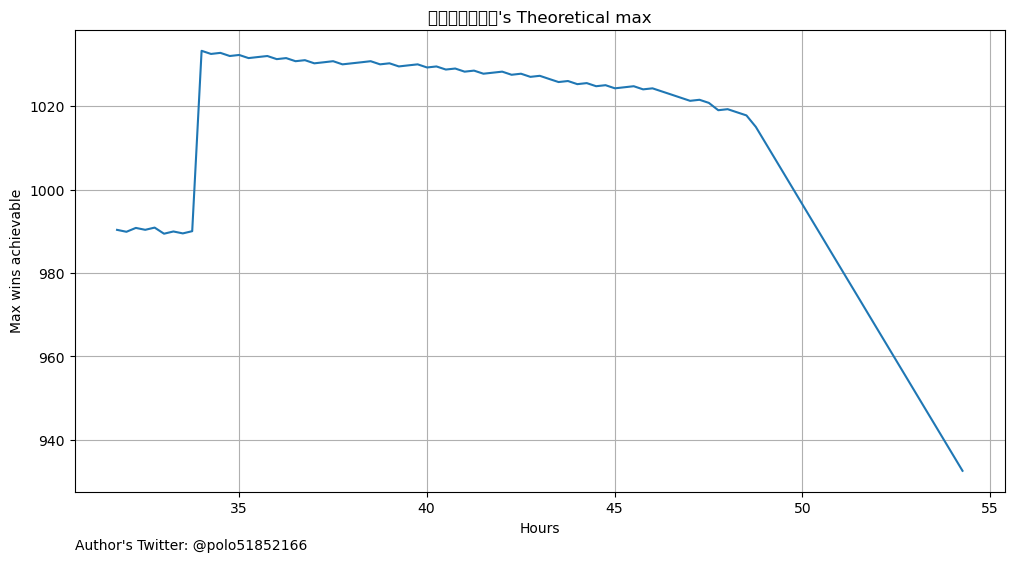 's Theoretical max
Max wins achievable
1020
1000
980
960
940
35
40
45
50
55
Hours
Author's Twitter: @polo51852166